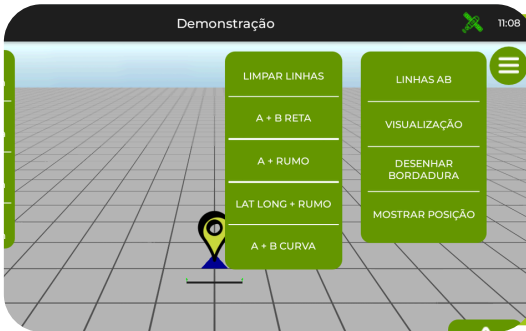 Demonstração
11:08
LIMPAR LINHAS
A + B RETA
A + RUMO
LAT LONG + RUMO
A + B CURVA
LINHAS AB
VISUALIZAÇÃO
DESENHAR
BORDADURA
MOSTRAR POSIÇÃO